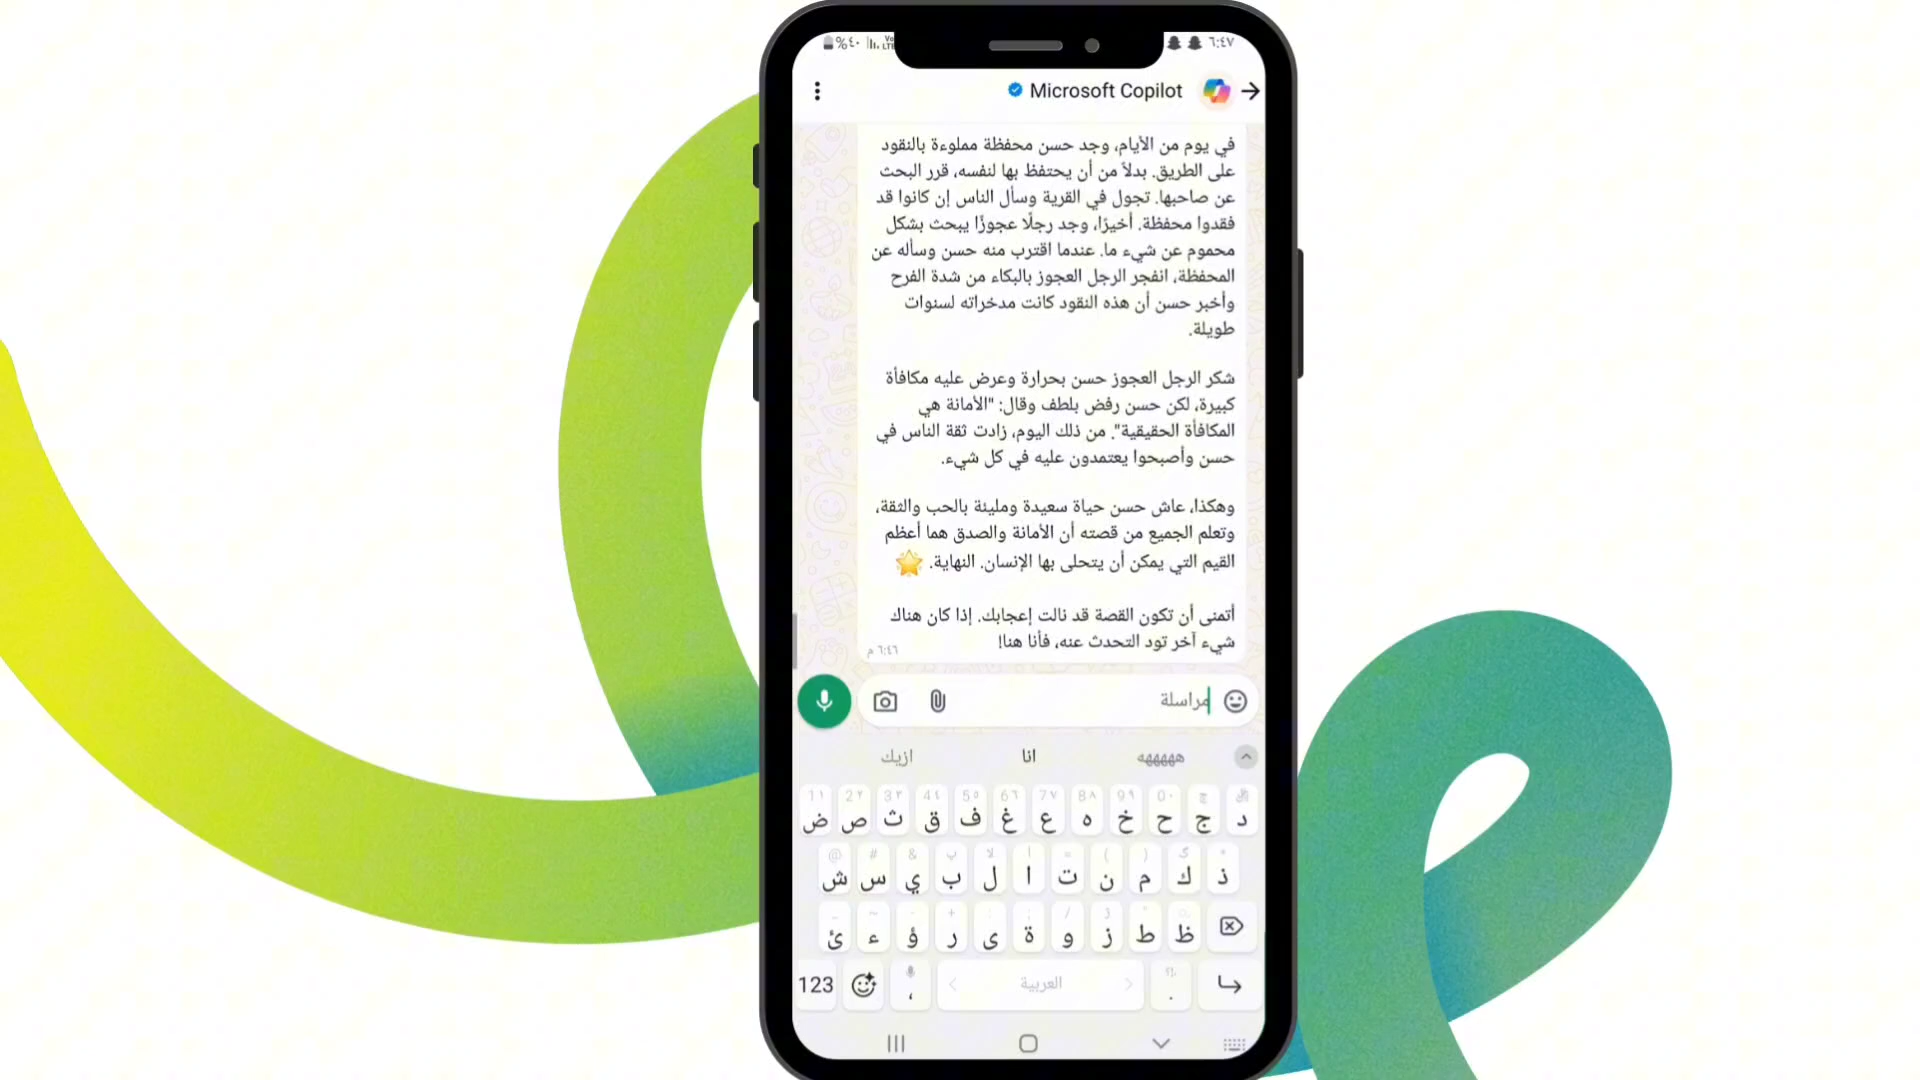 %٤٠
٦:٤٧
Microsoft Copilot
في يوم من الأيام، وجد حسن محفظة مملوءة بالنقود
على الطريق. بدلاً من أن يحتفظ بها لنفسه، قرر البحث
عن صاحبها. تجول في القرية وسأل الناس إن كانوا قد
فقدوا محفظة. أخيرًا، وجد رجلًا عجوزًا يبحث بشكل
محموم عن شيء ما. عندما اقترب منه حسن وسأله عن
المحفظة، انفجر الرجل العجوز بالبكاء من شدة الفرح
وأخبر حسن أن هذه النقود كانت مدخراته لسنوات
طويلة.
شكر الرجل العجوز حسن بحرارة وعرض عليه مكافأة
كبيرة، لكن حسن رفض بلطف وقال: "الأمانة هي
المكافأة الحقيقية". من ذلك اليوم، زادت ثقة الناس في
حسن وأصبحوا يعتمدون عليه في كل شيء.
وهكذا، عاش حسن حياة سعيدة ومليئة بالحب والثقة،
وتعلم الجميع من قصته أن الأمانة والصدق هما أعظم
القيم التي يمكن أن يتحلى بها الإنسان. النهاية. 🌟
أتمنى أن تكون القصة قد نالت إعجابك. إذا كان هناك
شيء آخر تود التحدث عنه، فأنا هنا!
٦:٤٦ م
مراسلة
هههههه انا ازيك
ض ص ث ق ف غ ع ه خ ح ج د
ش س ي ب ل ا ت ن م ك ذ
ئ ء ؤ ر ى ة و ز ط ظ
123 ، العربية .